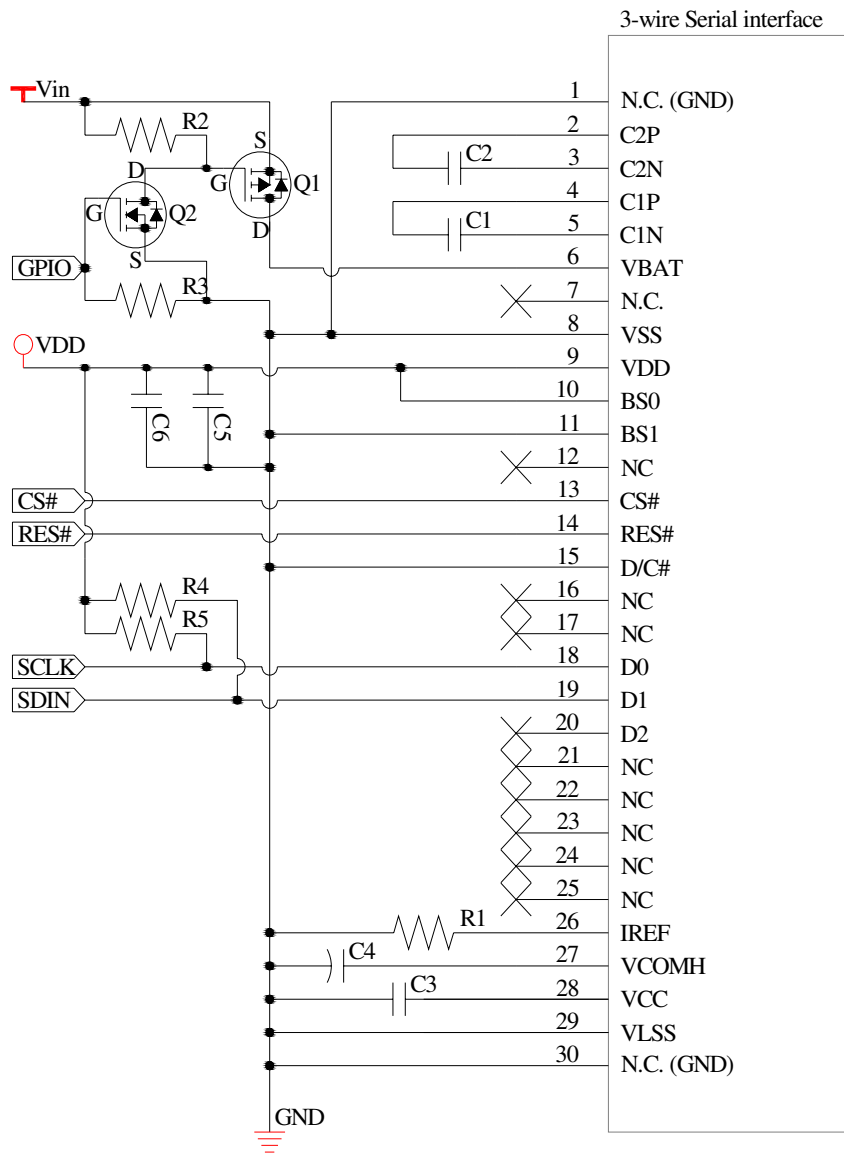 3-wire Serial interface
Vin
R2
S
D
G
Q1
G
Q2
D
S
GPIO
R3
VDD
C6
C5
CS#
RES#
R4
R5
SCLK
SDIN
C2
C1
R1
C4
C3
GND
1 N.C. (GND)
2 C2P
3 C2N
4 C1P
5 C1N
6 VBAT
7 N.C.
8 VSS
9 VDD
10 BS0
11 BS1
12 NC
13 CS#
14 RES#
15 D/C#
16 NC
17 NC
18 D0
19 D1
20 D2
21 NC
22 NC
23 NC
24 NC
25 NC
26 IREF
27 VCOMH
28 VCC
29 VLSS
30 N.C. (GND)